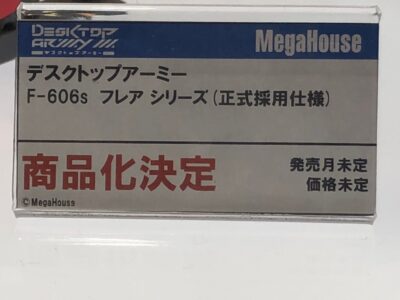 DESKTOP ARMY
デスクトップアーミー
MegaHouse
デスクトップアーミー
F-606s フレア シリーズ(正式採用仕様)
商品化決定
発売月未定
価格未定
©MegaHouse